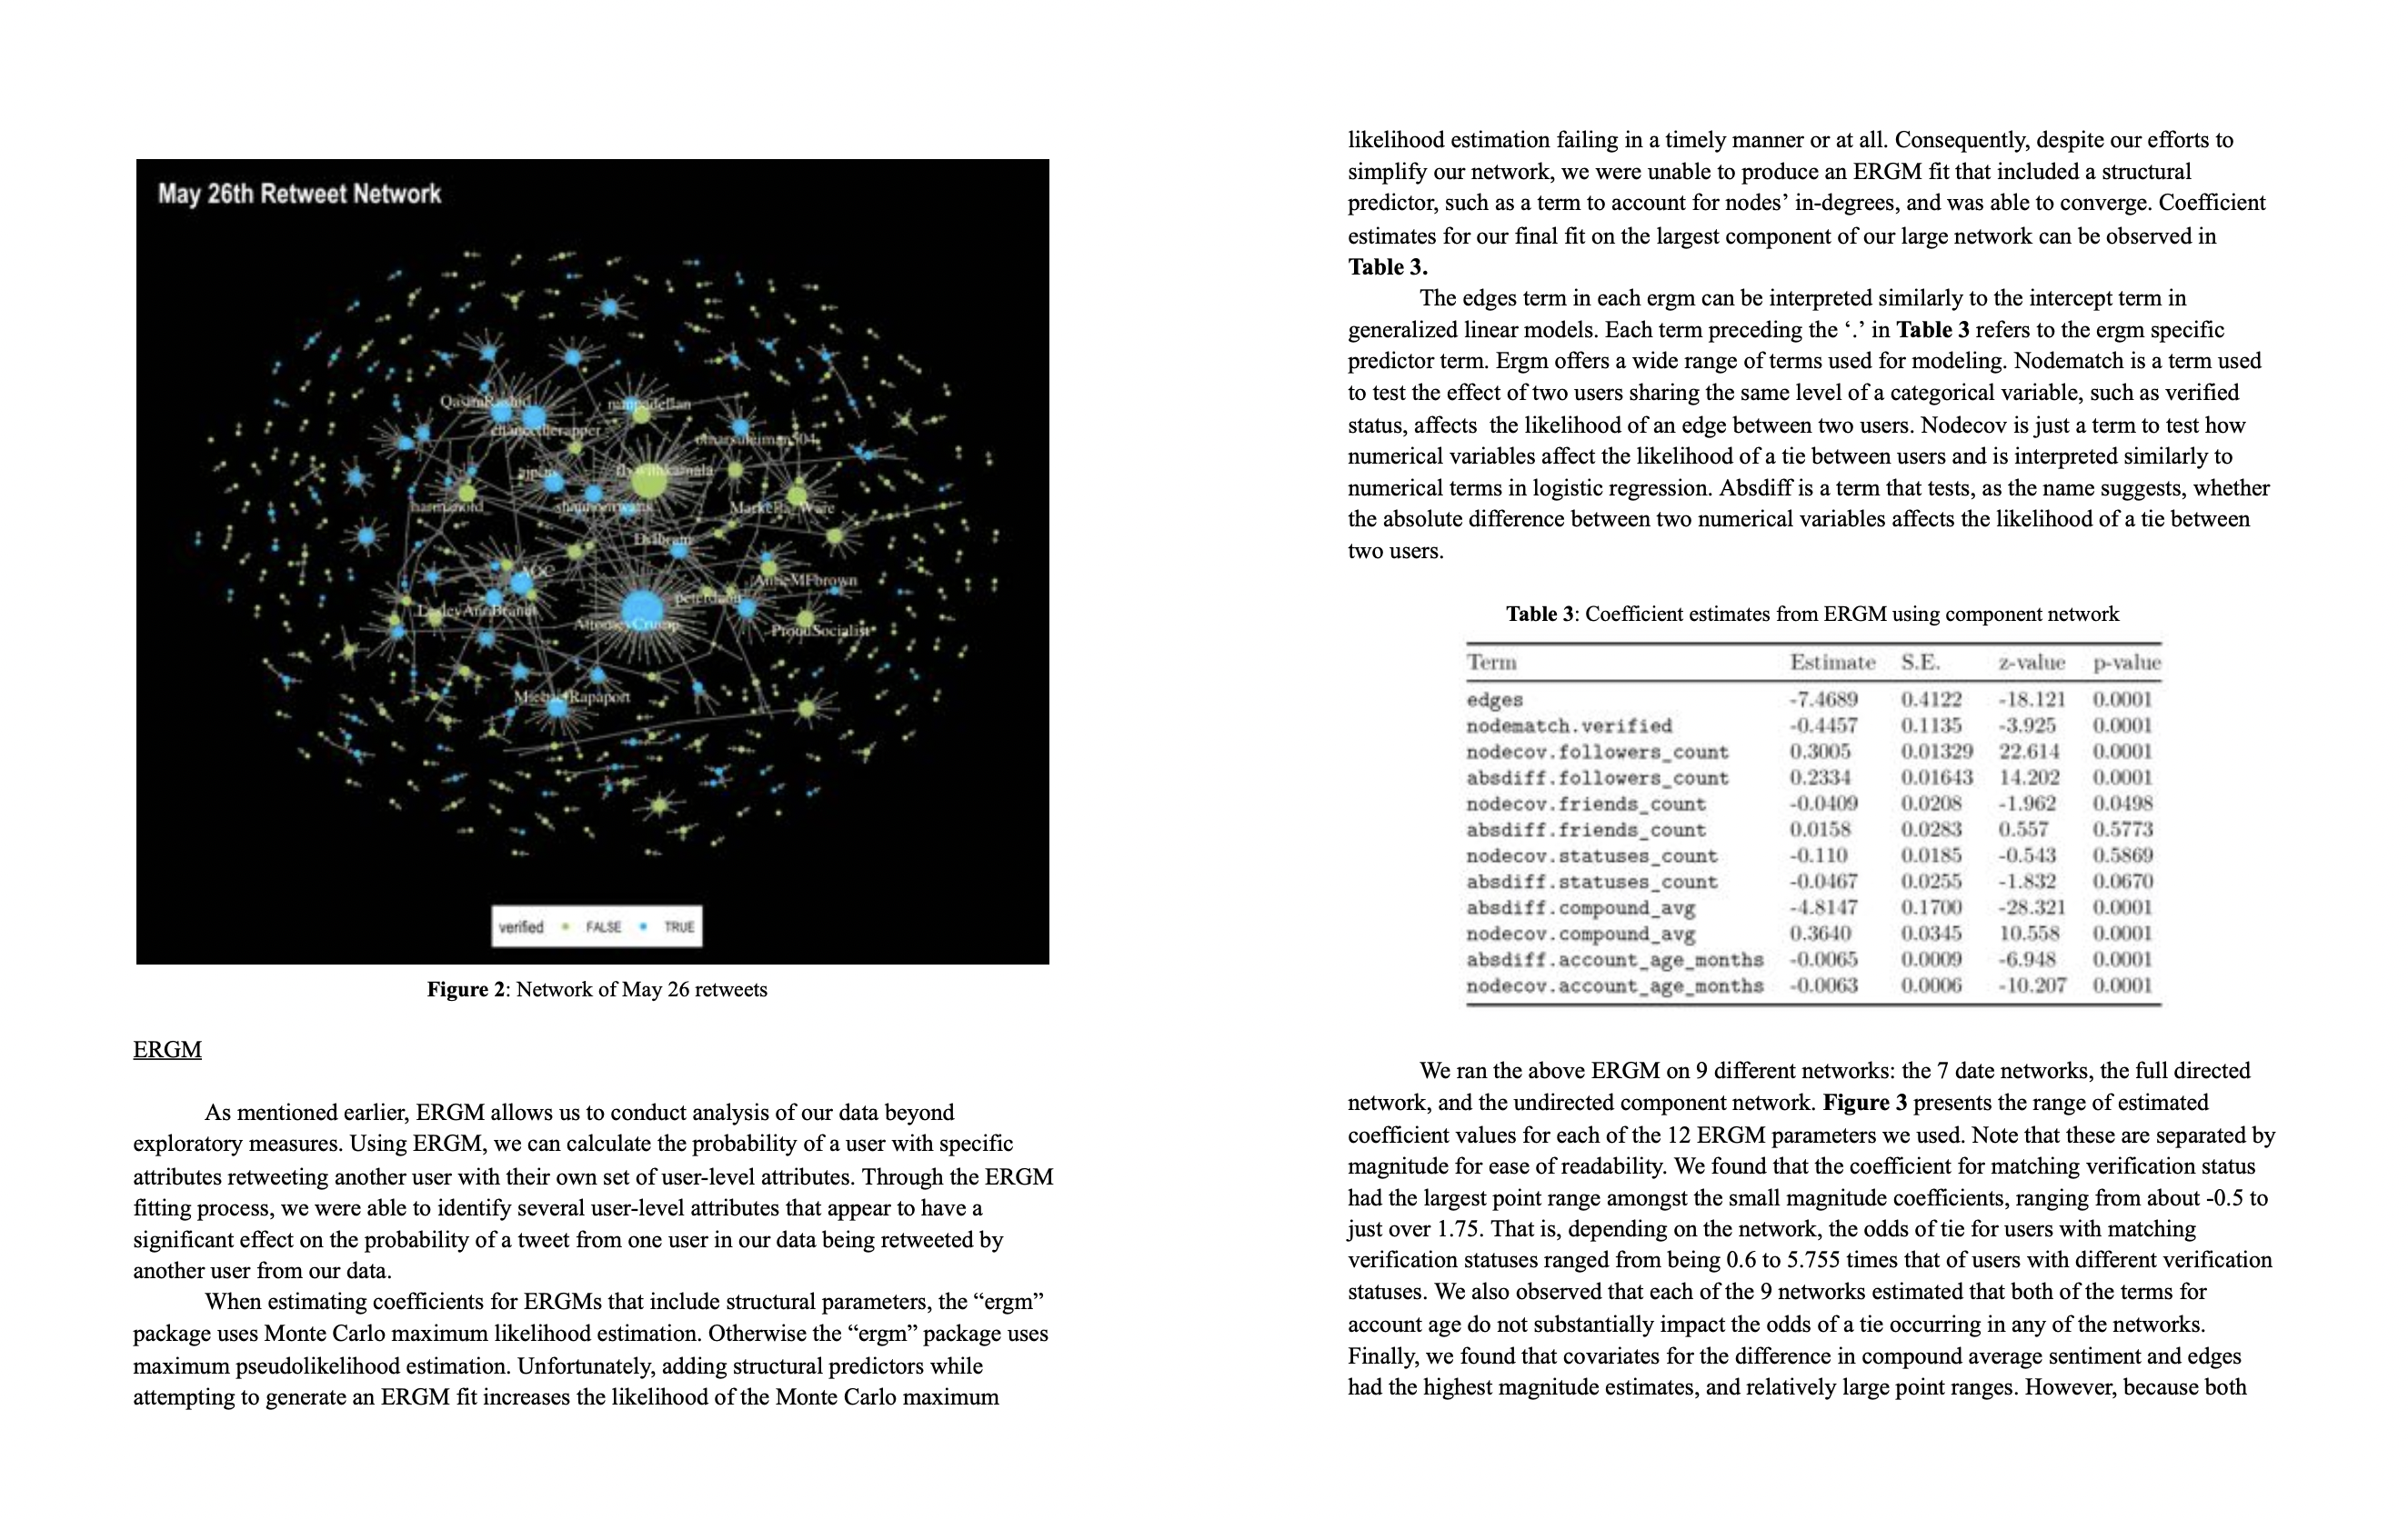 May 26th Retweet Network
QasimRashid
chancetherapper
flywithkamala
Markeria_Ware
AOC
AnnieMFbrown
LesleyAnnBrandt
AttorneyCrump
ProudSocialist
MichaelRapaport
verified FALSE TRUE
Figure 2: Network of May 26 retweets
ERGM
As mentioned earlier, ERGM allows us to conduct analysis of our data beyond
exploratory measures. Using ERGM, we can calculate the probability of a user with specific
attributes retweeting another user with their own set of user-level attributes. Through the ERGM
fitting process, we were able to identify several user-level attributes that appear to have a
significant effect on the probability of a tweet from one user in our data being retweeted by
another user from our data.
When estimating coefficients for ERGMs that include structural parameters, the “ergm”
package uses Monte Carlo maximum likelihood estimation. Otherwise the “ergm” package uses
maximum pseudolikelihood estimation. Unfortunately, adding structural predictors while
attempting to generate an ERGM fit increases the likelihood of the Monte Carlo maximum
likelihood estimation failing in a timely manner or at all. Consequently, despite our efforts to
simplify our network, we were unable to produce an ERGM fit that included a structural
predictor, such as a term to account for nodes’ in-degrees, and was able to converge. Coefficient
estimates for our final fit on the largest component of our large network can be observed in
Table 3.
The edges term in each ergm can be interpreted similarly to the intercept term in
generalized linear models. Each term preceding the ‘.’ in Table 3 refers to the ergm specific
predictor term. Ergm offers a wide range of terms used for modeling. Nodematch is a term used
to test the effect of two users sharing the same level of a categorical variable, such as verified
status, affects the likelihood of an edge between two users. Nodecov is just a term to test how
numerical variables affect the likelihood of a tie between users and is interpreted similarly to
numerical terms in logistic regression. Absdiff is a term that tests, as the name suggests, whether
the absolute difference between two numerical variables affects the likelihood of a tie between
two users.
Table 3: Coefficient estimates from ERGM using component network
Term Estimate S.E. z-value p-value
edges -7.4689 0.4122 -18.121 0.0001
nodematch.verified -0.4457 0.1135 -3.925 0.0001
nodecov.followers_count 0.3005 0.01329 22.614 0.0001
absdiff.followers_count 0.2334 0.01643 14.202 0.0001
nodecov.friends_count -0.0409 0.0208 -1.962 0.0498
absdiff.friends_count 0.0158 0.0283 0.557 0.5773
nodecov.statuses_count -0.110 0.0185 -0.543 0.5869
absdiff.statuses_count -0.0467 0.0255 -1.832 0.0670
absdiff.compound_avg -4.8147 0.1700 -28.321 0.0001
nodecov.compound_avg 0.3640 0.0345 10.558 0.0001
absdiff.account_age_months -0.0065 0.0009 -6.948 0.0001
nodecov.account_age_months -0.0063 0.0006 -10.207 0.0001
We ran the above ERGM on 9 different networks: the 7 date networks, the full directed
network, and the undirected component network. Figure 3 presents the range of estimated
coefficient values for each of the 12 ERGM parameters we used. Note that these are separated by
magnitude for ease of readability. We found that the coefficient for matching verification status
had the largest point range amongst the small magnitude coefficients, ranging from about -0.5 to
just over 1.75. That is, depending on the network, the odds of tie for users with matching
verification statuses ranged from being 0.6 to 5.755 times that of users with different verification
statuses. We also observed that each of the 9 networks estimated that both of the terms for
account age do not substantially impact the odds of a tie occurring in any of the networks.
Finally, we found that covariates for the difference in compound average sentiment and edges
had the highest magnitude estimates, and relatively large point ranges. However, because both